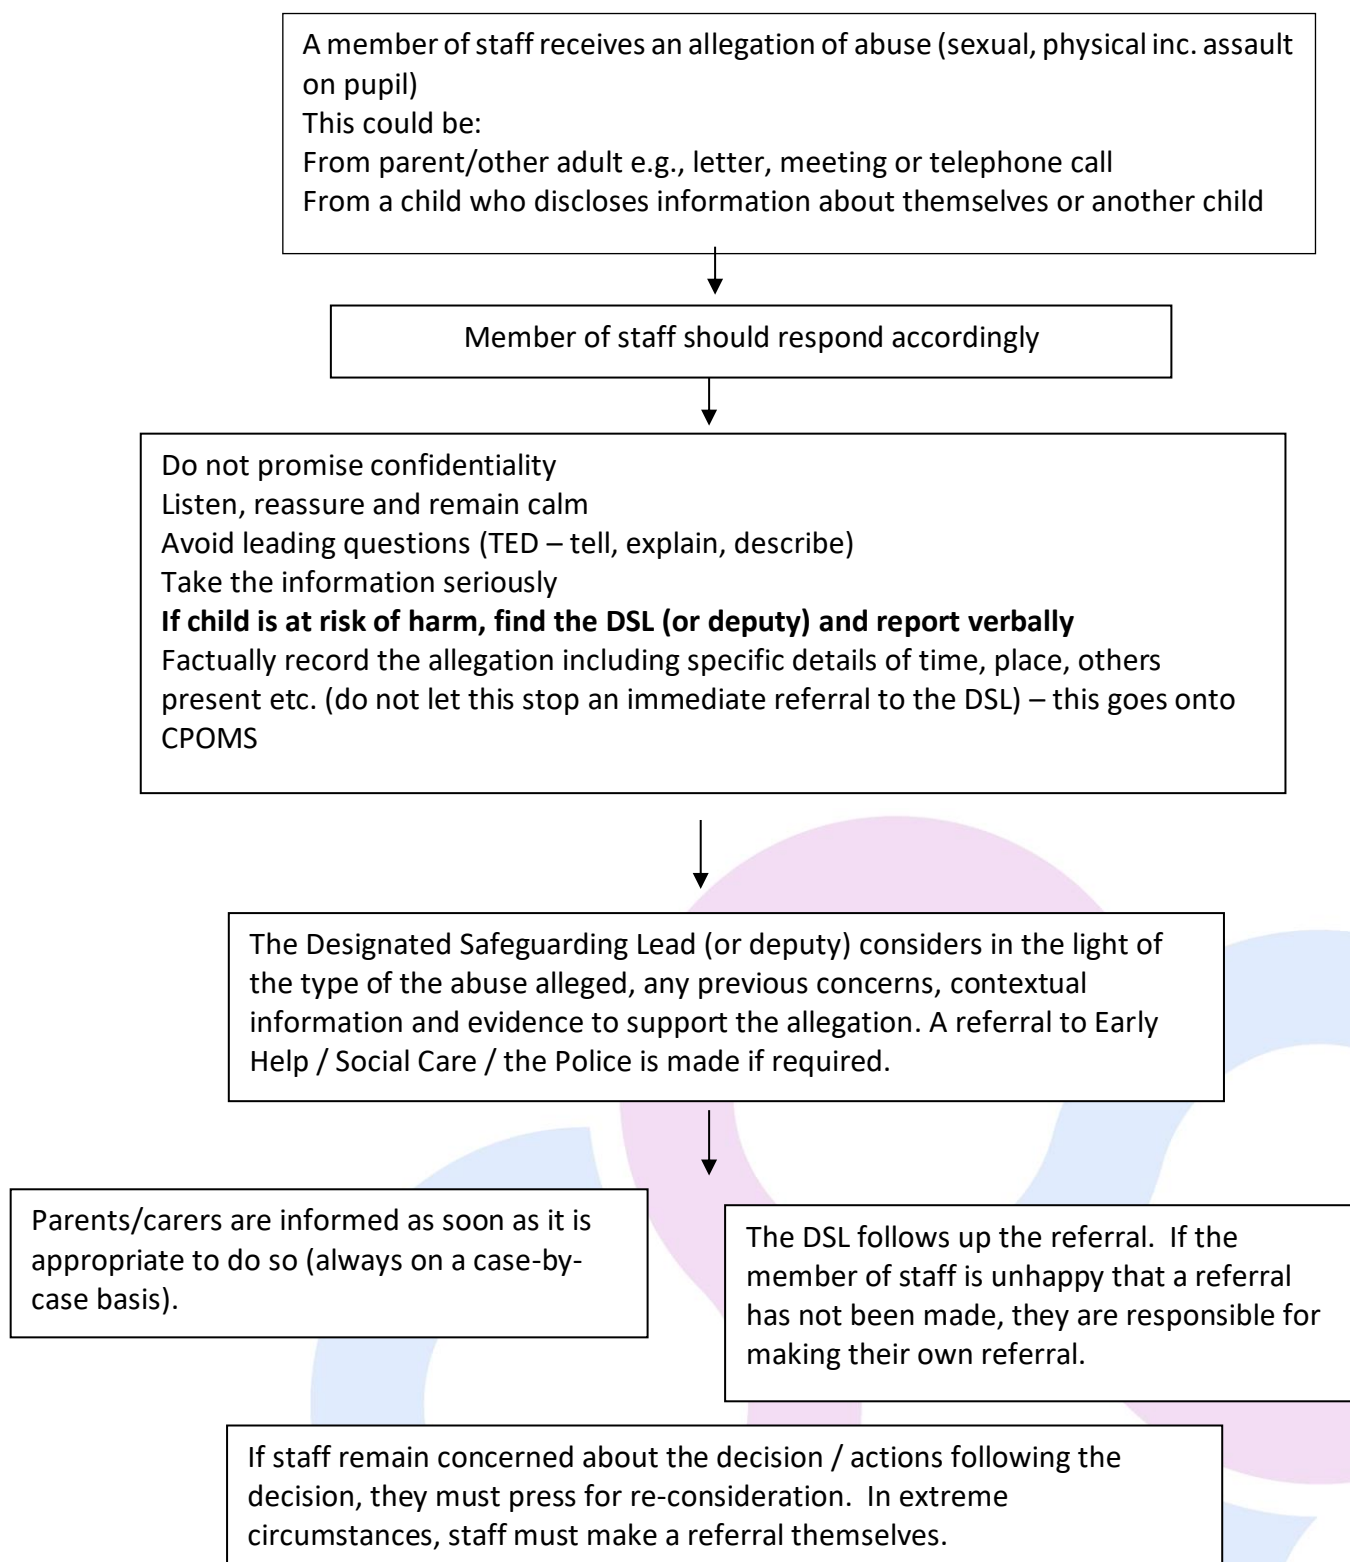 A member of staff receives an allegation of abuse (sexual, physical inc. assault
on pupil)
This could be:
From parent/other adult e.g., letter, meeting or telephone call
From a child who discloses information about themselves or another child
Member of staff should respond accordingly
Do not promise confidentiality
Listen, reassure and remain calm
Avoid leading questions (TED – tell, explain, describe)
Take the information seriously
If child is at risk of harm, find the DSL (or deputy) and report verbally
Factually record the allegation including specific details of time, place, others
present etc. (do not let this stop an immediate referral to the DSL) – this goes onto
CPOMS
The Designated Safeguarding Lead (or deputy) considers in the light of
the type of the abuse alleged, any previous concerns, contextual
information and evidence to support the allegation. A referral to Early
Help / Social Care / the Police is made if required.
Parents/carers are informed as soon as it is
appropriate to do so (always on a case-by-
case basis).
The DSL follows up the referral.  If the
member of staff is unhappy that a referral
has not been made, they are responsible for
making their own referral.
If staff remain concerned about the decision / actions following the
decision, they must press for re-consideration.  In extreme
circumstances, staff must make a referral themselves.